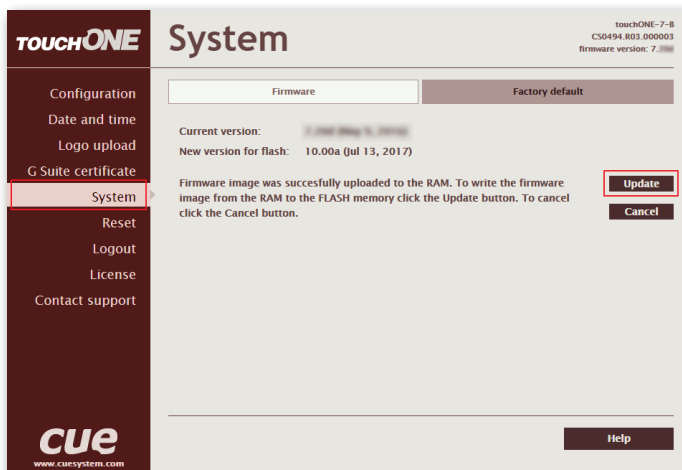 TOUCHONE
System
touchONE-7-B
CS0494.R03.000003
firmware version: 7.
Configuration
Date and time
Logo upload
G Suite certificate
System
Reset
Logout
License
Contact support
Firmware
Factory default
Current version:
New version for flash: 10.00a (Jul 13, 2017)
Firmware image was succesfully uploaded to the RAM. To write the firmware
image from the RAM to the FLASH memory click the Update button. To cancel
click the Cancel button.
Update
Cancel
cue
www.cuesystem.com
Help